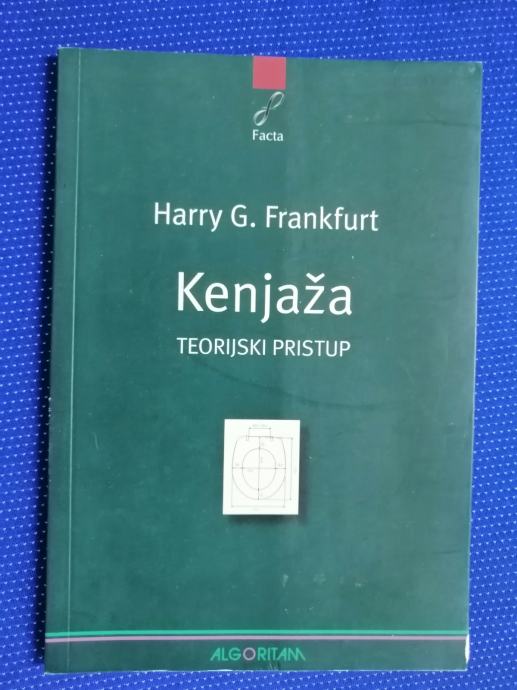 Facta
Harry G. Frankfurt
Kenjaža
TEORIJSKI PRISTUP
ALGORITAM